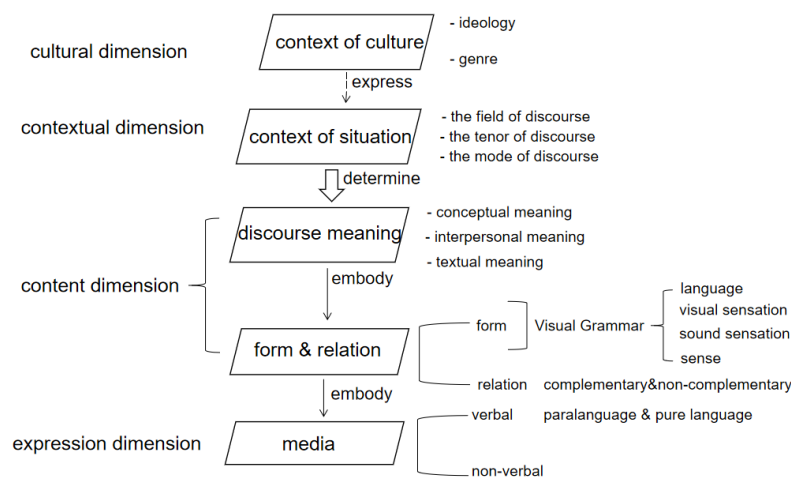 cultural dimension
context of culture
- ideology
- genre
express
contextual dimension
context of situation
- the field of discourse
- the tenor of discourse
- the mode of discourse
determine
content dimension
discourse meaning
- conceptual meaning
- interpersonal meaning
- textual meaning
embody
form & relation
form
Visual Grammar
language
visual sensation
sound sensation
sense
relation
complementary&non-complementary
embody
expression dimension
media
verbal
paralanguage & pure language
non-verbal